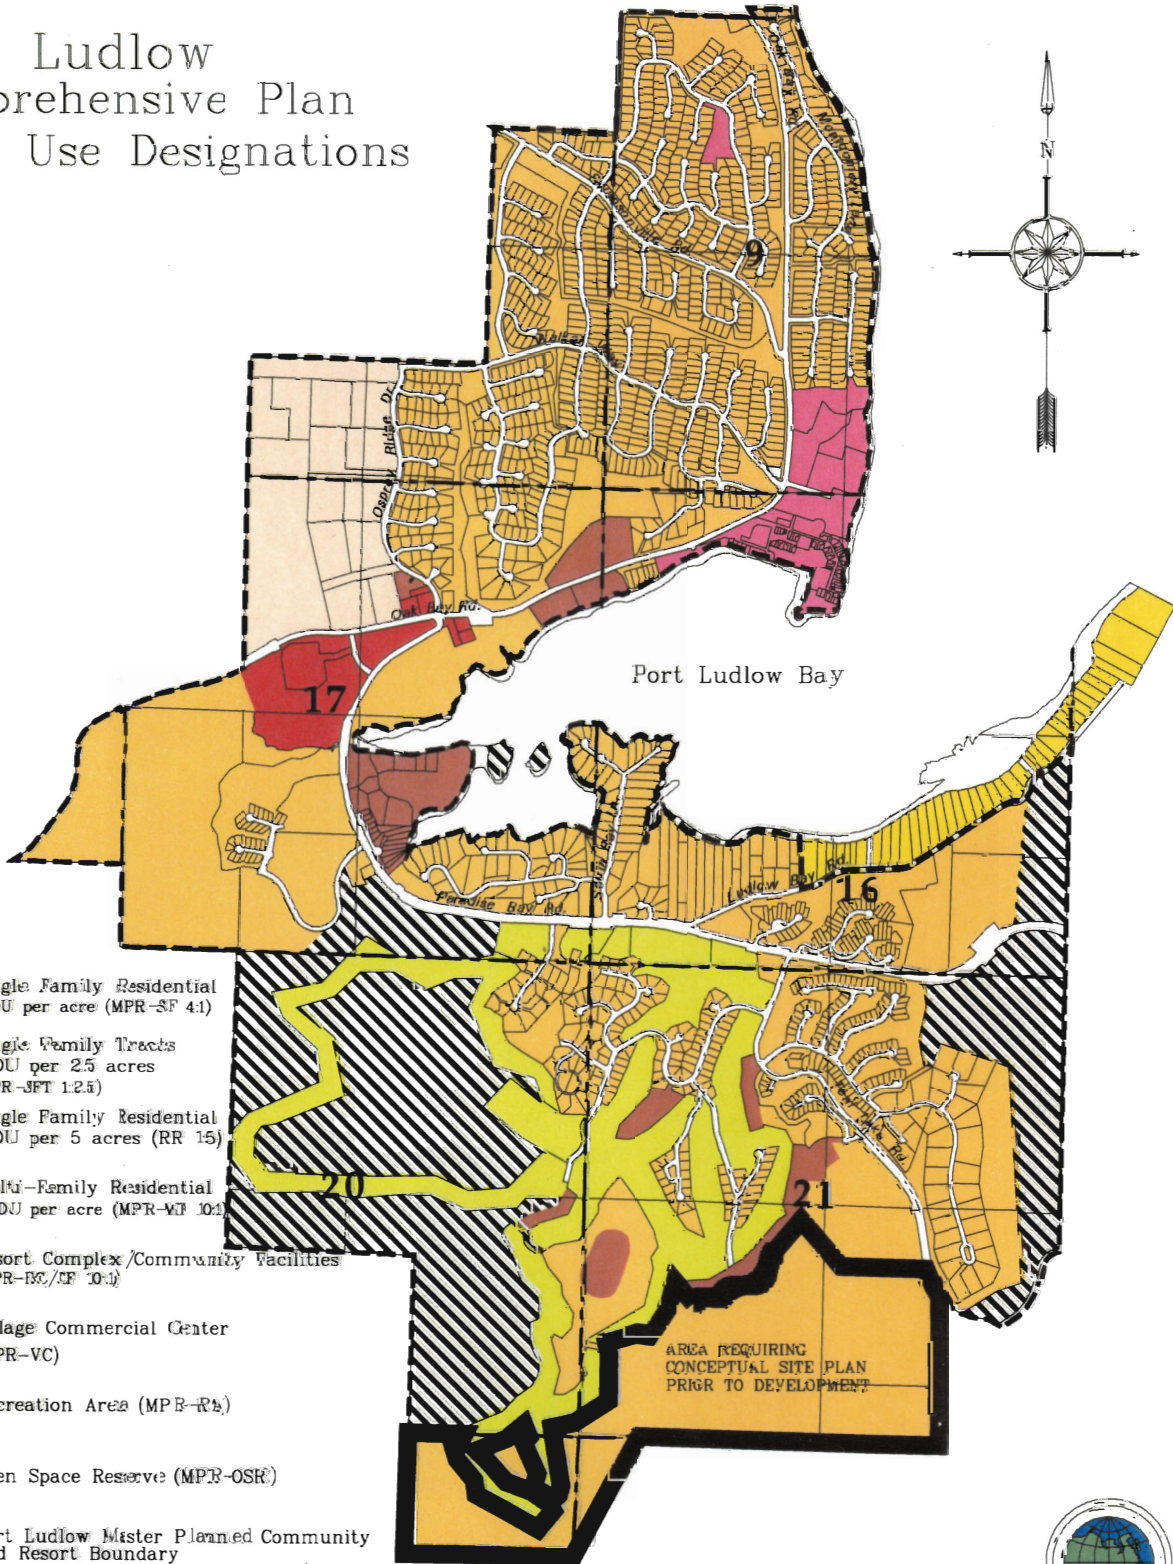 Ludlow
prehensive Plan
Use Designations
N
Oak Bay Rd.
9
Osprey Ridge Dr.
Oak Bay Rd.
Port Ludlow Bay
17
Ludlow Bay Rd.
16
Paradise Bay Rd.
gle Family Residential
U per acre (MPR-SF 4:1)
gle Family Tracts
DU per 2.5 acres
PR-SFT 1:2.5)
gle Family Residential
DU per 5 acres (RR 1:5)
20
lti-Family Residential
DU per acre (MPR-MF 10:1)
21
sort Complex/Community Facilities
PR-RC/CF 10:1)
lage Commercial Center
PR-VC)
AREA REQUIRING
CONCEPTUAL SITE PLAN
PRIOR TO DEVELOPMENT
creation Area (MPR-RA)
en Space Reserve (MPR-OSR)
rt Ludlow Master Planned Community
d Resort Boundary